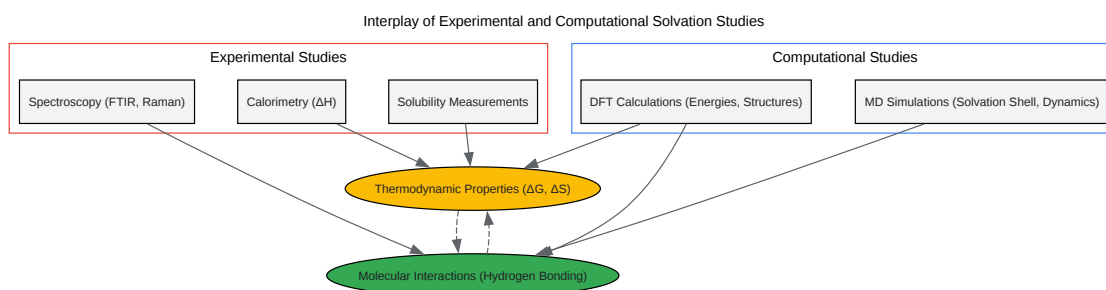 Interplay of Experimental and Computational Solvation Studies
Experimental Studies
Computational Studies
Spectroscopy (FTIR, Raman)
Calorimetry (ΔH)
Solubility Measurements
DFT Calculations (Energies, Structures)
MD Simulations (Solvation Shell, Dynamics)
Thermodynamic Properties (ΔG, ΔS)
Molecular Interactions (Hydrogen Bonding)